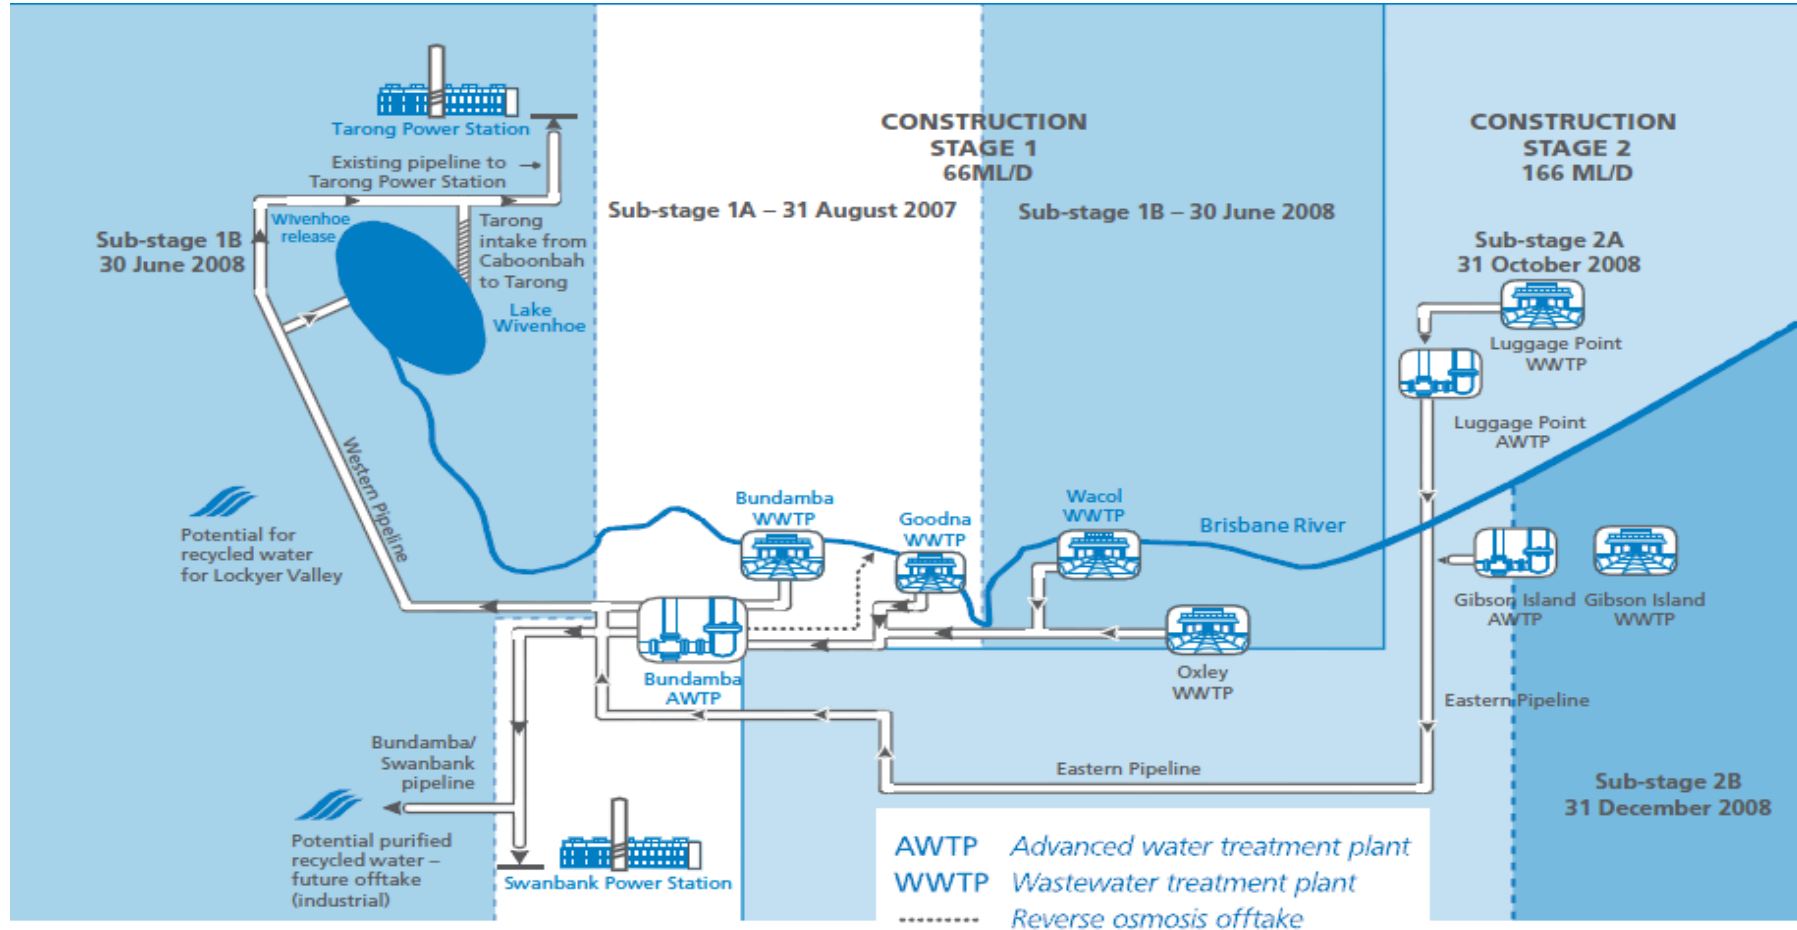 Tarong Power Station
Existing pipeline to
Tarong Power Station
Wivenhoe
release
Sub-stage 1B
30 June 2008
Tarong
intake from
Caboonbah
to Tarong
Lake
Wivenhoe
Western Pipeline
Potential for
recycled water
for Lockyer Valley
CONSTRUCTION
STAGE 1
66ML/D
Sub-stage 1A – 31 August 2007
Sub-stage 1B – 30 June 2008
CONSTRUCTION
STAGE 2
166 ML/D
Sub-stage 2A
31 October 2008
Luggage Point
WWTP
Luggage Point
AWTP
Bundamba
WWTP
Goodna
WWTP
Wacol
WWTP
Brisbane River
Gibson Island
AWTP
Gibson Island
WWTP
Oxley
WWTP
Bundamba
AWTP
Eastern Pipeline
Eastern Pipeline
Bundamba/
Swanbank
pipeline
Sub-stage 2B
31 December 2008
Potential purified
recycled water –
future offtake
(industrial)
Swanbank Power Station
AWTP Advanced water treatment plant
WWTP Wastewater treatment plant
Reverse osmosis offtake